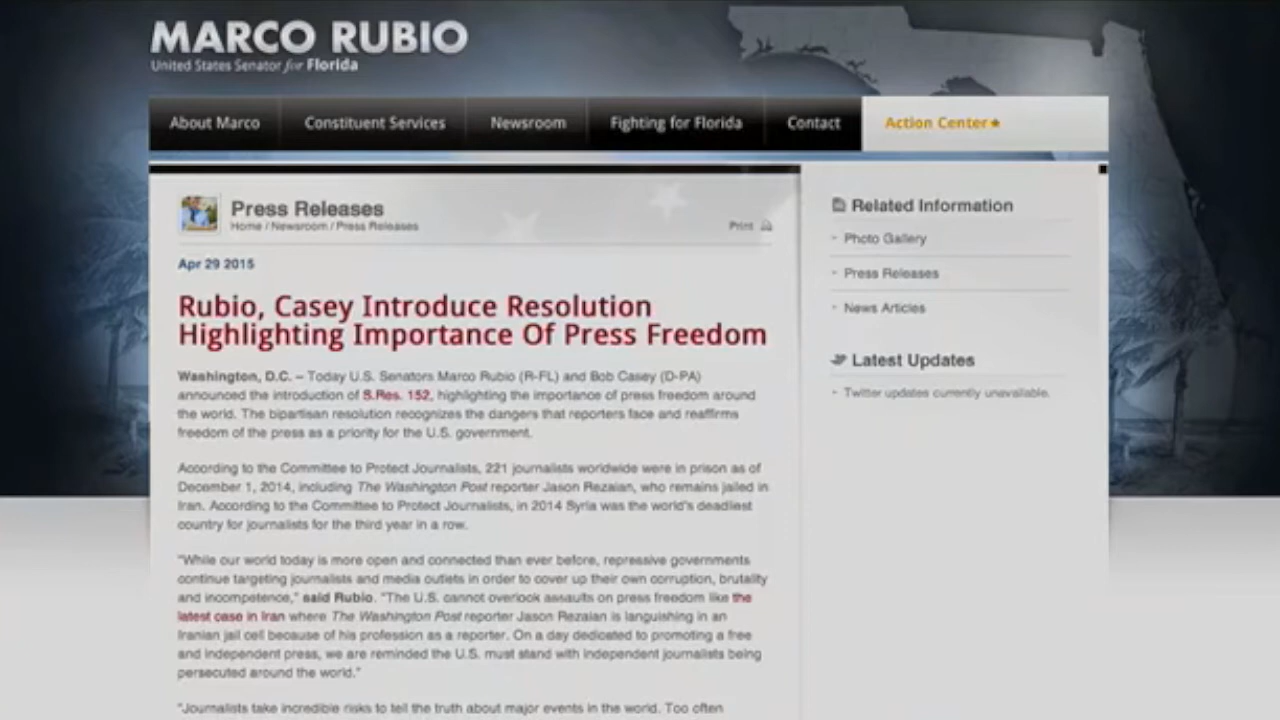 MARCO RUBIO
United States Senator for Florida
About Marco
Constituent Services
Newsroom
Fighting for Florida
Contact
Action Center★
Press Releases
Home / Newsroom / Press Releases
Print
Apr 29 2015
Rubio, Casey Introduce Resolution
Highlighting Importance Of Press Freedom
Washington, D.C. – Today U.S. Senators Marco Rubio (R-FL) and Bob Casey (D-PA)
announced the introduction of S.Res. 152, highlighting the importance of press freedom around
the world. The bipartisan resolution recognizes the dangers that reporters face and reaffirms
freedom of the press as a priority for the U.S. government.
According to the Committee to Protect Journalists, 221 journalists worldwide were in prison as of
December 1, 2014, including The Washington Post reporter Jason Rezaian, who remains jailed in
Iran. According to the Committee to Protect Journalists, in 2014 Syria was the world's deadliest
country for journalists for the third year in a row.
"While our world today is more open and connected than ever before, repressive governments
continue targeting journalists and media outlets in order to cover up their own corruption, brutality
and incompetence," said Rubio. "The U.S. cannot overlook assaults on press freedom like the
latest case in Iran where The Washington Post reporter Jason Rezaian is languishing in an
Iranian jail cell because of his profession as a reporter. On a day dedicated to promoting a free
and independent press, we are reminded the U.S. must stand with independent journalists being
persecuted around the world."
"Journalists take incredible risks to tell the truth about major events in the world. Too often
Related Information
Photo Gallery
Press Releases
News Articles
Latest Updates
Twitter updates currently unavailable.